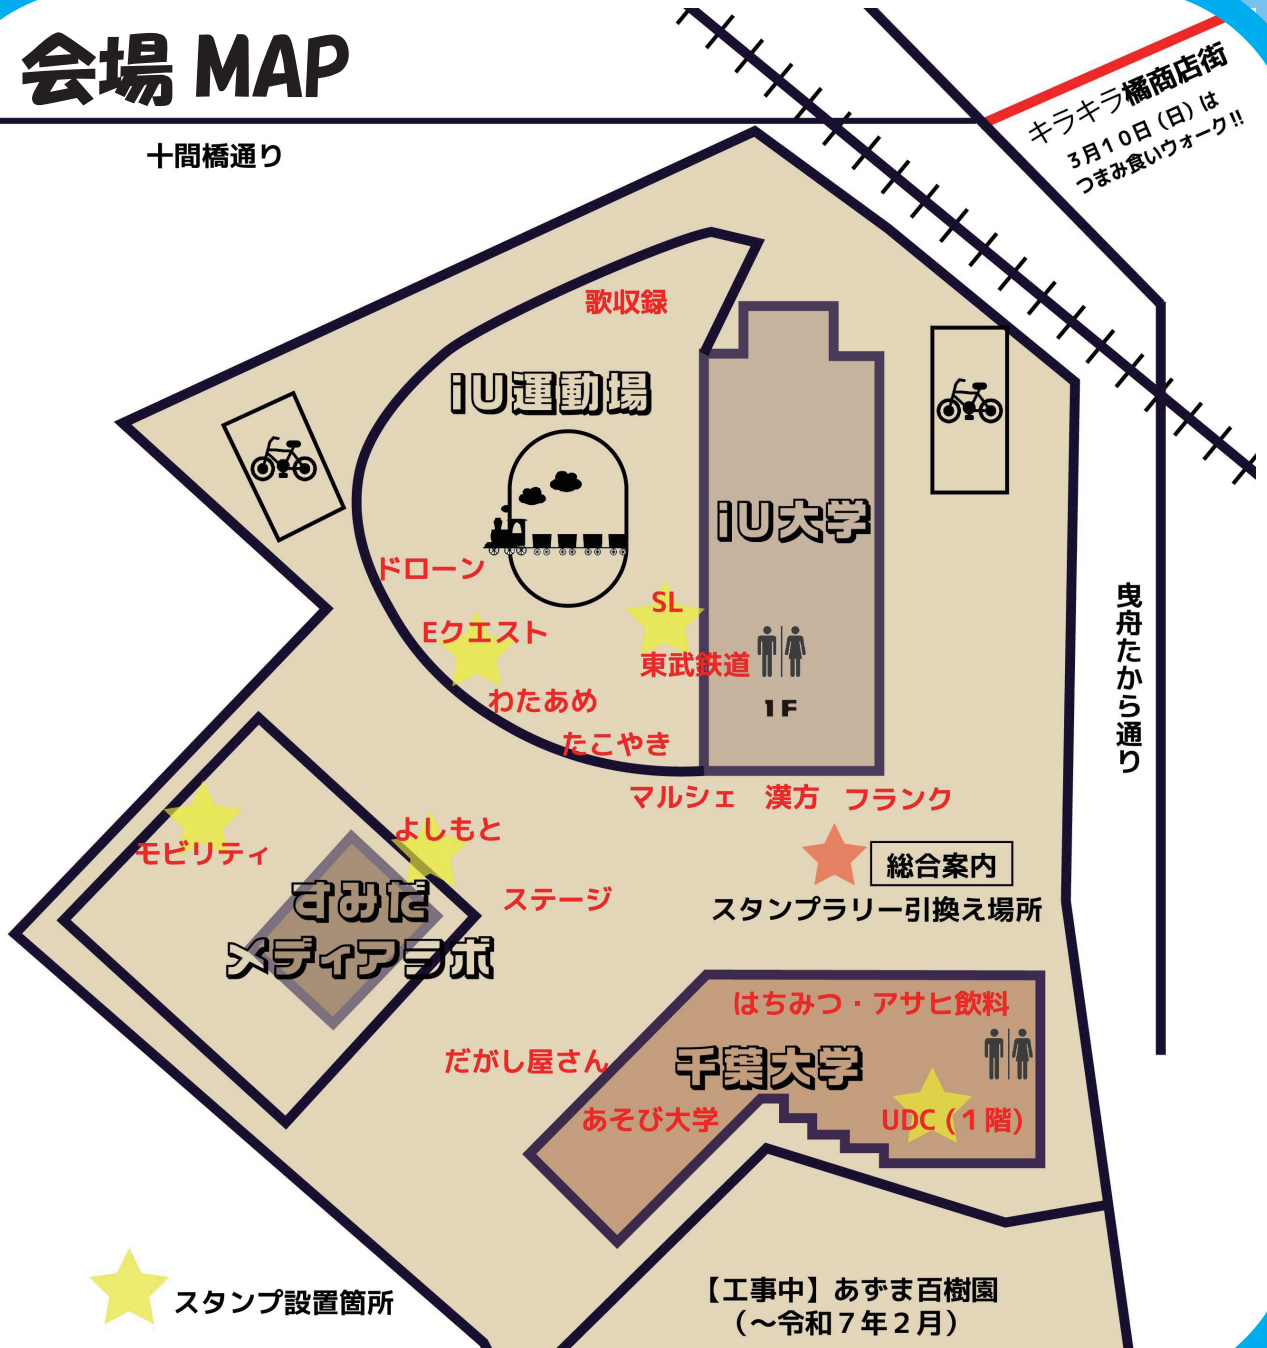 会場 MAP
十間橋通り
キラキラ橘商店街
3月10日（日）は
つまみ食いウォーク!!
歌収録
iU運動場
iU大学
ドローン
SL
Eクエスト
東武鉄道
わたあめ
1F
たこやき
曳舟たから通り
マルシェ 漢方 フランク
よしもと
モビリティ
総合案内
すみだ
メディアラボ
ステージ
スタンプラリー引換え場所
はちみつ・アサヒ飲料
だがし屋さん
千葉大学
あそび大学
UDC (１階)
スタンプ設置箇所
【工事中】あずま百樹園
（～令和７年２月）